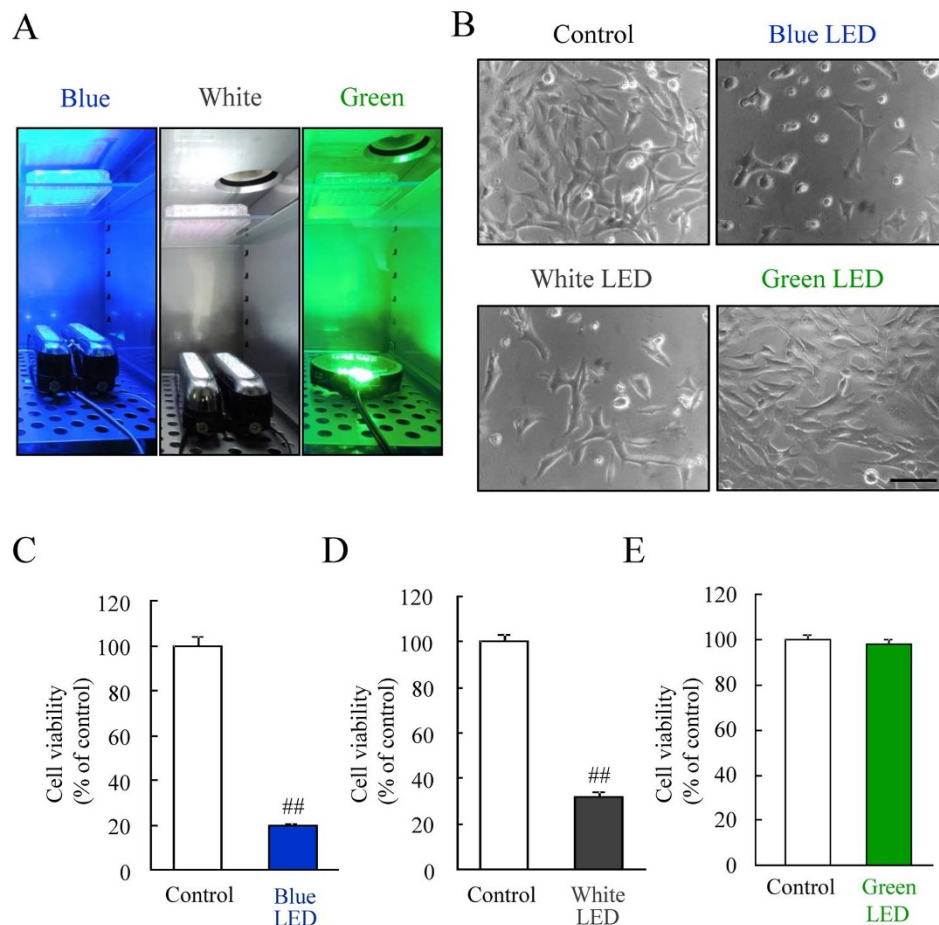 A
Blue
White
Green
B
Control
Blue LED
White LED
Green LED
C
Cell viability
(% of control)
120
100
80
60
40
20
0
##
Control
Blue
LED
D
Cell viability
(% of control)
120
100
80
60
40
20
0
##
Control
White
LED
E
Cell viability
(% of control)
120
100
80
60
40
20
0
Control
Green
LED